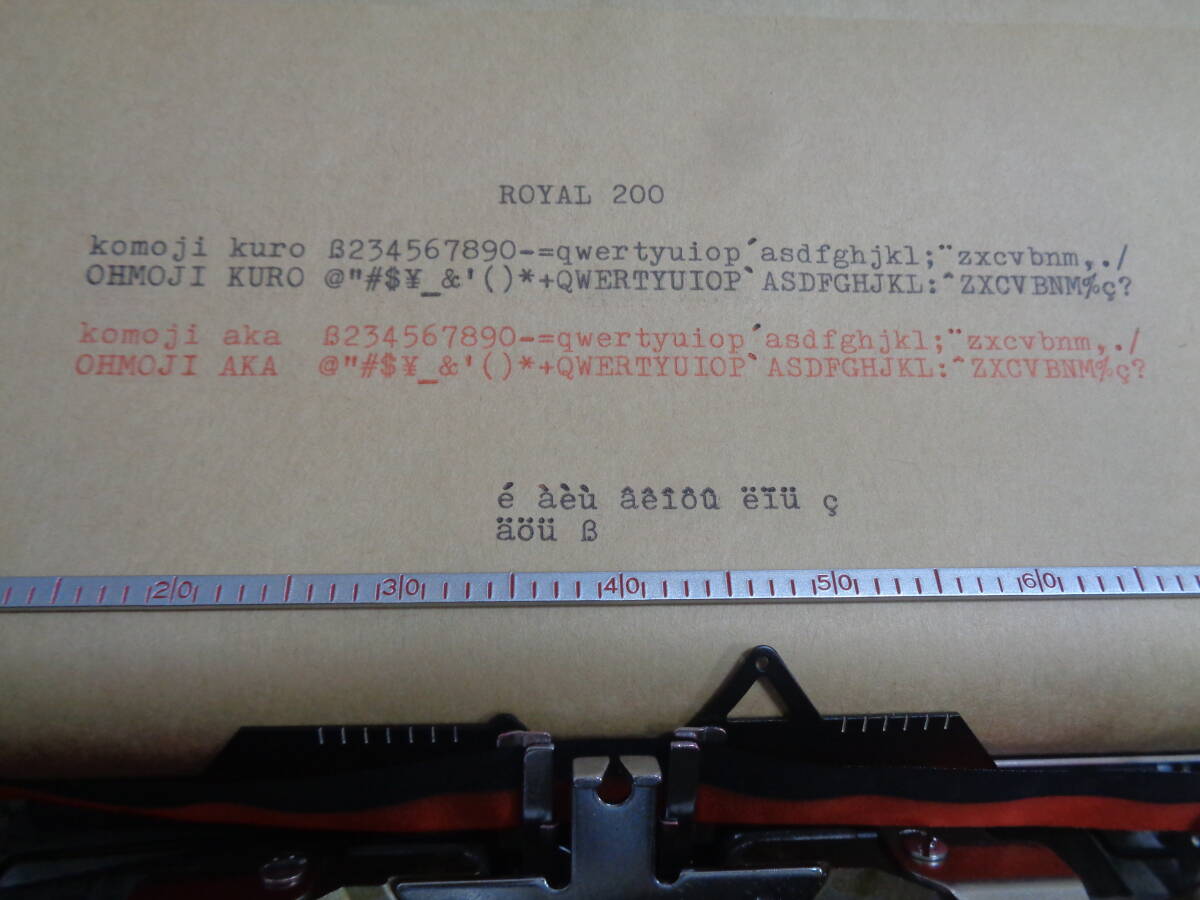 ROYAL 200
komoji kuro ß234567890-=qwertyuiop´asdfghjkl;¨zxcvbnm,./
OHMOJI KURO @"#$¥_&'()*+QWERTYUIOP`ASDFGHJKL:^ZXCVBNM%ç?
komoji aka ß234567890-=qwertyuiop´asdfghjkl;¨zxcvbnm,./
OHMOJI AKA @"#$¥_&'()*+QWERTYUIOP`ASDFGHJKL:^ZXCVBNM%ç?
é àèù âêîôû ëïü ç
äöü ß
20 30 40 50 60